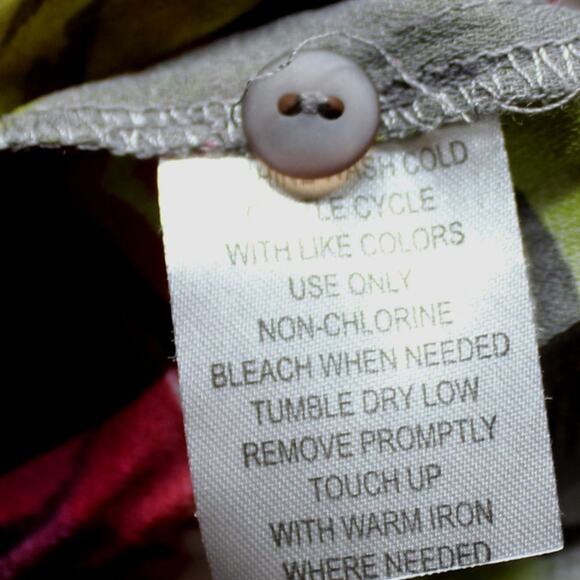 COLD
CYCLE
WITH LIKE COLORS
USE ONLY
NON-CHLORINE
BLEACH WHEN NEEDED
TUMBLE DRY LOW
REMOVE PROMPTLY
TOUCH UP
WITH WARM IRON
WHERE NEEDED